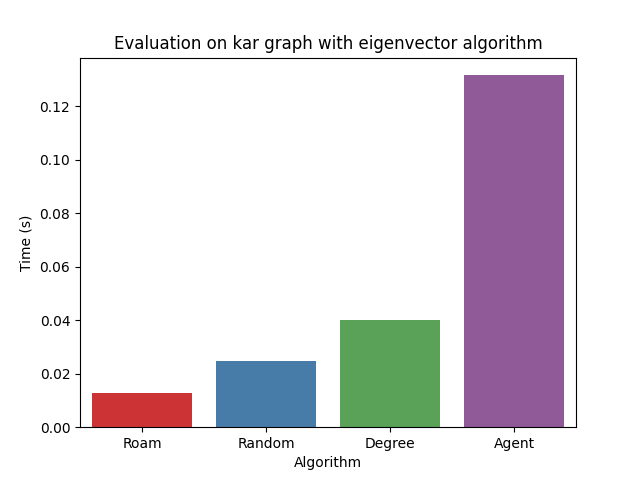 Evaluation on kar graph with eigenvector algorithm
Time (s)
0.12
0.10
0.08
0.06
0.04
0.02
0.00
Roam Random Degree Agent
Algorithm